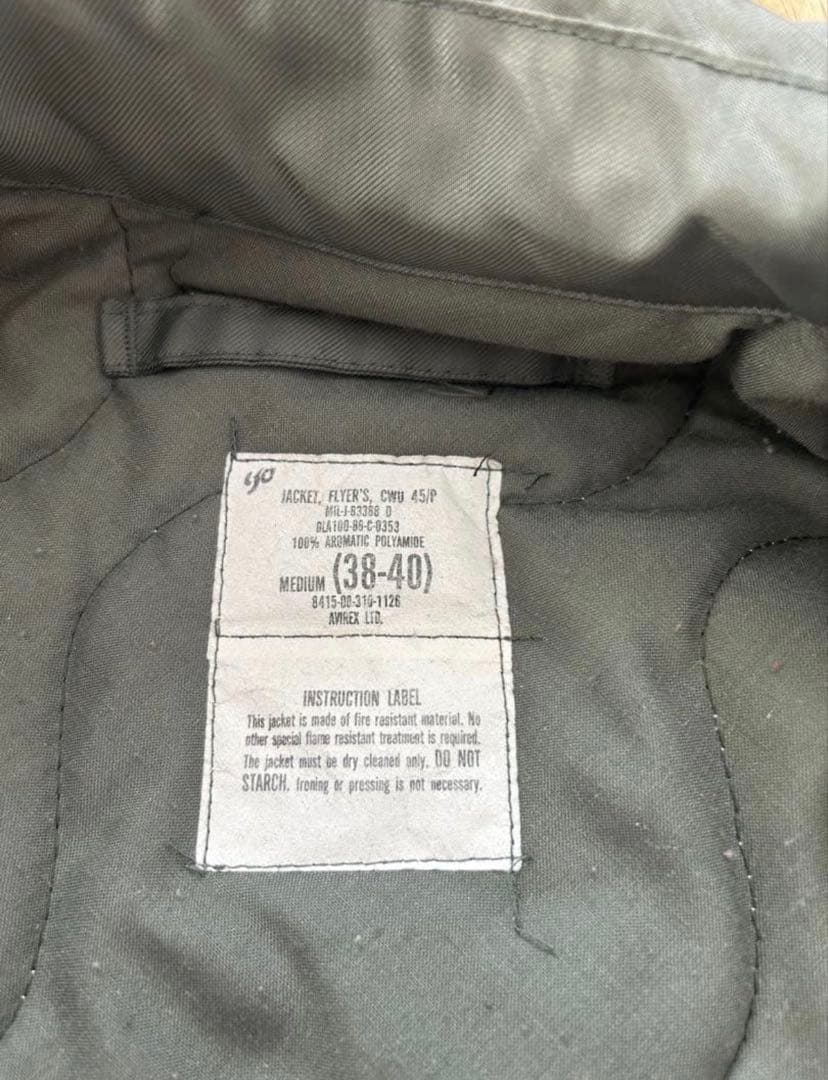 40
JACKET, FLYER'S, CWU 45/P
MIL-J-83388 D
DLA100-86-C-0353
100% AROMATIC POLYAMIDE
MEDIUM (38-40)
8415-00-310-1126
AVIREX LTD.
INSTRUCTION LABEL
This jacket is made of fire resistant material. No
other special flame resistant treatment is required.
The jacket must be dry cleaned only. DO NOT
STARCH. Ironing or pressing is not necessary.